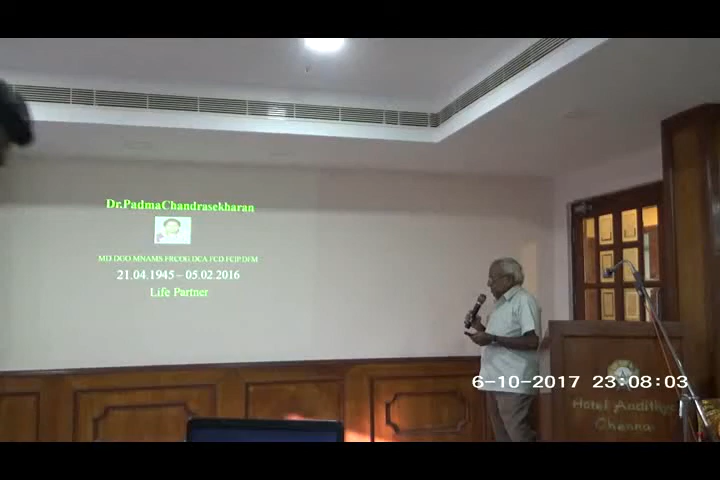 Dr.PadmaChandrasekharan
MD DGO MNAMS FRCOG DCA FCD FCIP DFM
21.04.1945 – 05.02.2016
Life Partner
6-10-2017 23:08:03
Hotel Aadithya
Chennai